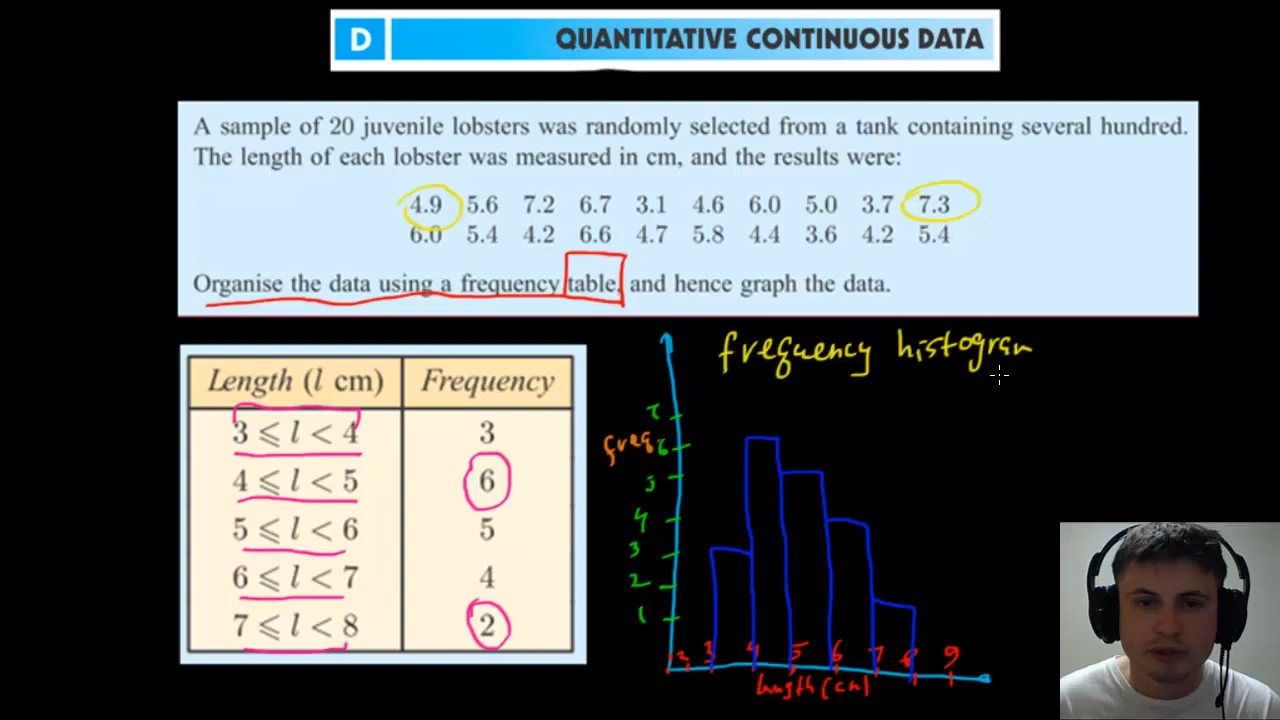 D QUANTITATIVE CONTINUOUS DATA
A sample of 20 juvenile lobsters was randomly selected from a tank containing several hundred.
The length of each lobster was measured in cm, and the results were:
4.9 5.6 7.2 6.7 3.1 4.6 6.0 5.0 3.7 7.3
6.0 5.4 4.2 6.6 4.7 5.8 4.4 3.6 4.2 5.4
Organise the data using a frequency table, and hence graph the data.
Length (l cm) Frequency
3 ⩽ l < 4 3
4 ⩽ l < 5 6
5 ⩽ l < 6 5
6 ⩽ l < 7 4
7 ⩽ l < 8 2
frequency histogram
7
freq. 6
5
4
3
2
1
2 3 4 5 6 7 8 9
length (cm)